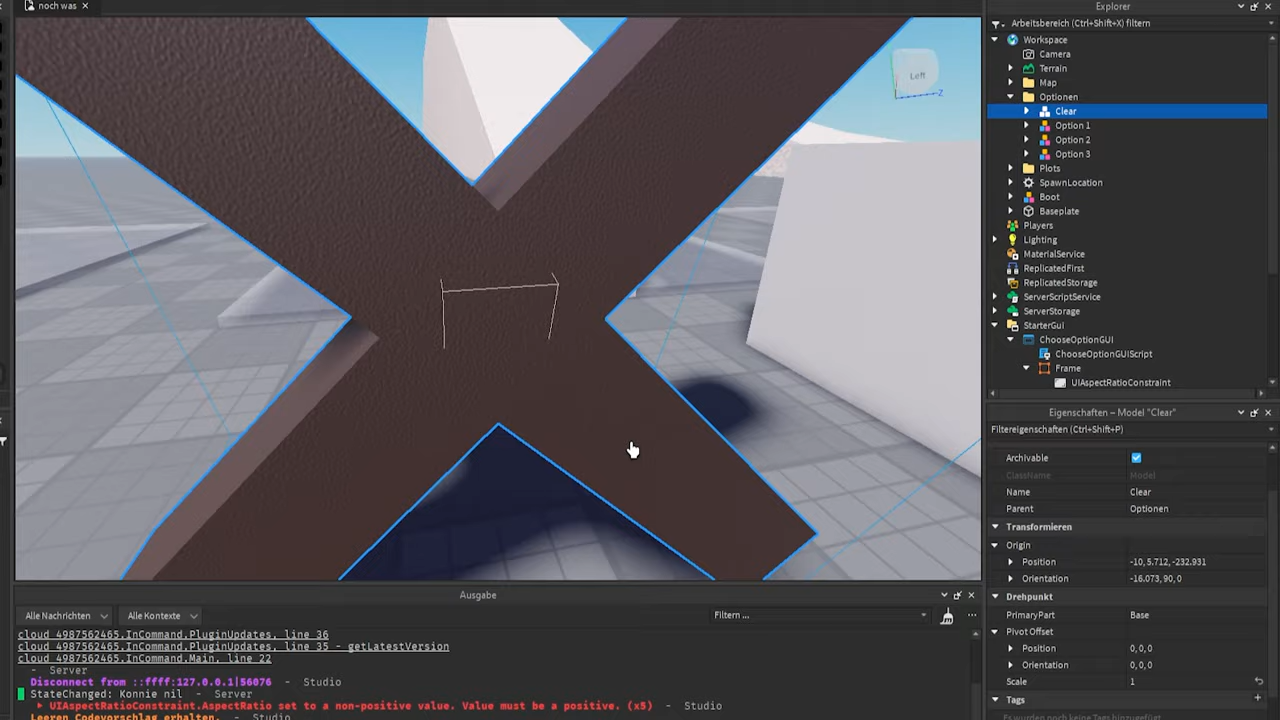 noch was ×
Explorer
Arbeitsbereich (Ctrl+Shift+X) filtern
Workspace
Camera
Terrain
Map
Optionen
Clear
Option 1
Option 2
Option 3
Plots
SpawnLocation
Boot
Baseplate
Players
Lighting
MaterialService
ReplicatedFirst
ReplicatedStorage
ServerScriptService
ServerStorage
StarterGui
ChooseOptionGUI
ChooseOptionGUIScript
Frame
UIAspectRatioConstraint
Left
Z
Eigenschaften – Model "Clear"
Filtereigenschaften (Ctrl+Shift+P)
Archivable
ClassName Model
Name Clear
Parent Optionen
Transformieren
Origin
Position -10, 5.712, -232.931
Orientation -16.073, 90, 0
Drehpunkt
PrimaryPart Base
Pivot Offset
Position 0, 0, 0
Orientation 0, 0, 0
Scale 1
Tags
Ausgabe
Alle Nachrichten Alle Kontexte Filtern ...
cloud_4987562465.InCommand.PluginUpdates, line 36
cloud_4987562465.InCommand.PluginUpdates, line 35 - getLatestVersion
cloud_4987562465.InCommand.Main, line 22
- Server
Disconnect from ::ffff:127.0.0.1|56076 - Studio
StateChanged: Konnie nil - Server
UIAspectRatioConstraint.AspectRatio set to a non-positive value. Value must be a positive. (x5) - Studio
Leeren Codevorschlag erhalten. - Studio